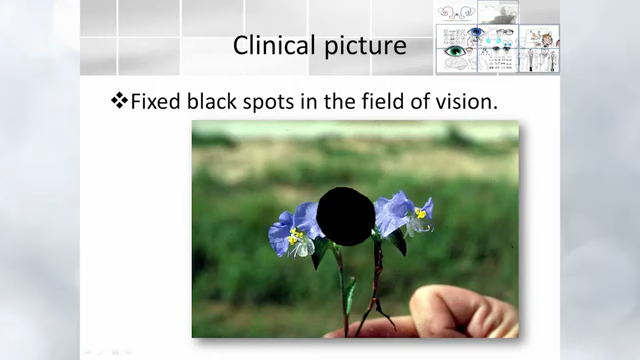 Clinical picture
❖Fixed black spots in the field of vision.